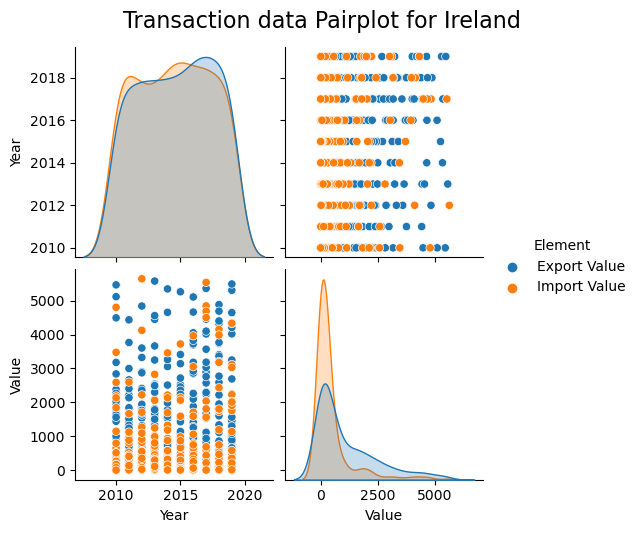 Transaction data Pairplot for Ireland
2018
2016
2014
2012
2010
Year
Element
Export Value
Import Value
5000
4000
3000
2000
1000
0
Value
2010 2015 2020
Year
0 2500 5000
Value